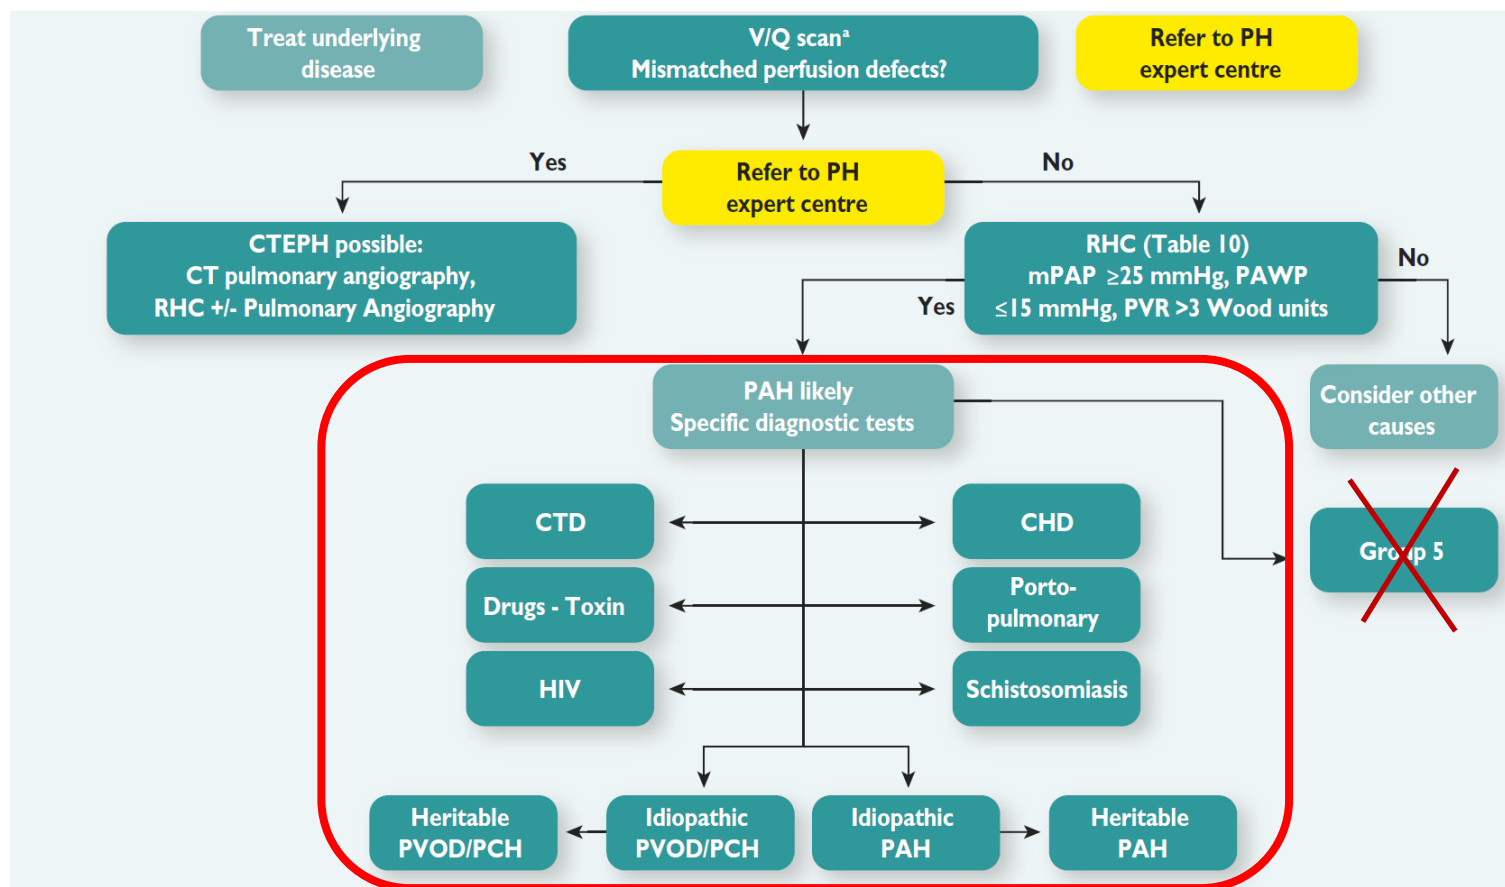 Treat underlying
disease
V/Q scanᵃ
Mismatched perfusion defects?
Refer to PH
expert centre
Yes
Refer to PH
expert centre
No
CTEPH possible:
CT pulmonary angiography,
RHC +/- Pulmonary Angiography
RHC (Table 10)
mPAP ≥25 mmHg, PAWP
≤15 mmHg, PVR >3 Wood units
Yes
No
PAH likely
Specific diagnostic tests
Consider other
causes
CTD
CHD
Group 5
Drugs - Toxin
Porto-
pulmonary
HIV
Schistosomiasis
Heritable
PVOD/PCH
Idiopathic
PVOD/PCH
Idiopathic
PAH
Heritable
PAH